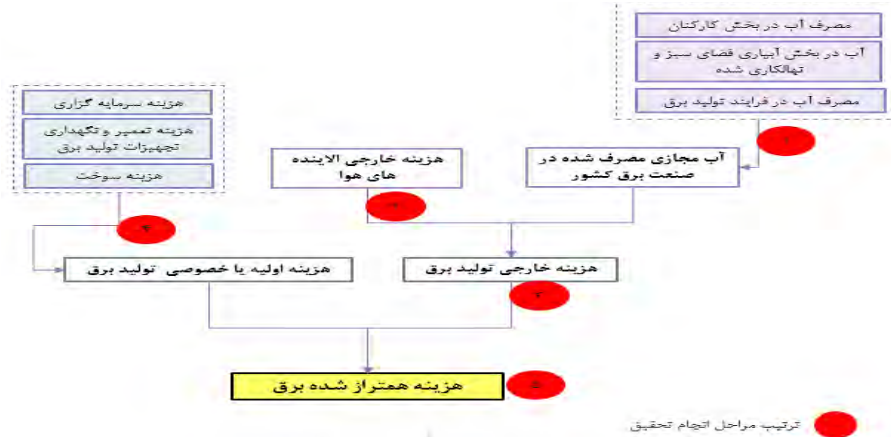 مصرف آب در بخش کارکنان
آب در بخش آبیاری فضای سبز و
نهالکاری شده
مصرف آب در فرایند تولید برق
هزینه سرمایه گزاری
هزینه تعمیر و نگهداری
تجهیزات تولید برق
هزینه سوخت
هزینه خارجی الاینده
های هوا
آب مجازی مصرف شده در
صنعت برق کشور
هزینه خارجی تولید برق
هزینه اولیه یا خصوصی تولید برق
هزینه همتراز شده برق
۵
ترتیب مراحل انجام تحقیق